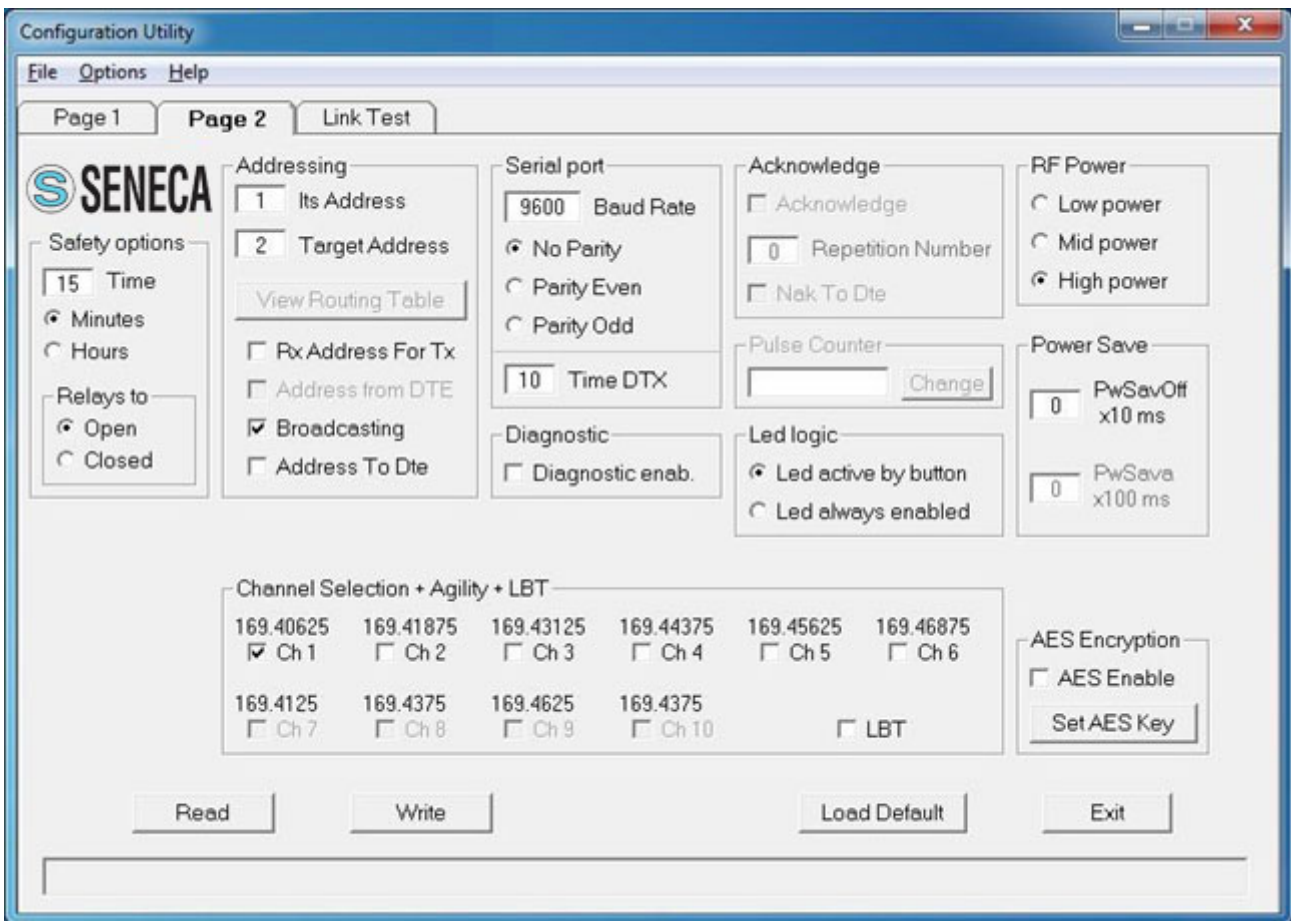 Configuration Utility
File Options Help
Page 1 Page 2 Link Test
S SENECA
Safety options
15 Time
Minutes
Hours
Relays to
Open
Closed
Addressing
1 Its Address
2 Target Address
View Routing Table
Rx Address For Tx
Address from DTE
Broadcasting
Address To Dte
Serial port
9600 Baud Rate
No Parity
Parity Even
Parity Odd
10 Time DTX
Diagnostic
Diagnostic enab.
Acknowledge
Acknowledge
0 Repetition Number
Nak To Dte
Pulse Counter
Change
Led logic
Led active by button
Led always enabled
RF Power
Low power
Mid power
High power
Power Save
0 PwSavOff
x10 ms
0 PwSava
x100 ms
Channel Selection + Agility + LBT
169.40625 169.41875 169.43125 169.44375 169.45625 169.46875
Ch 1 Ch 2 Ch 3 Ch 4 Ch 5 Ch 6
169.4125 169.4375 169.4625 169.4375
Ch 7 Ch 8 Ch 9 Ch 10 LBT
AES Encryption
AES Enable
Set AES Key
Read Write Load Default Exit